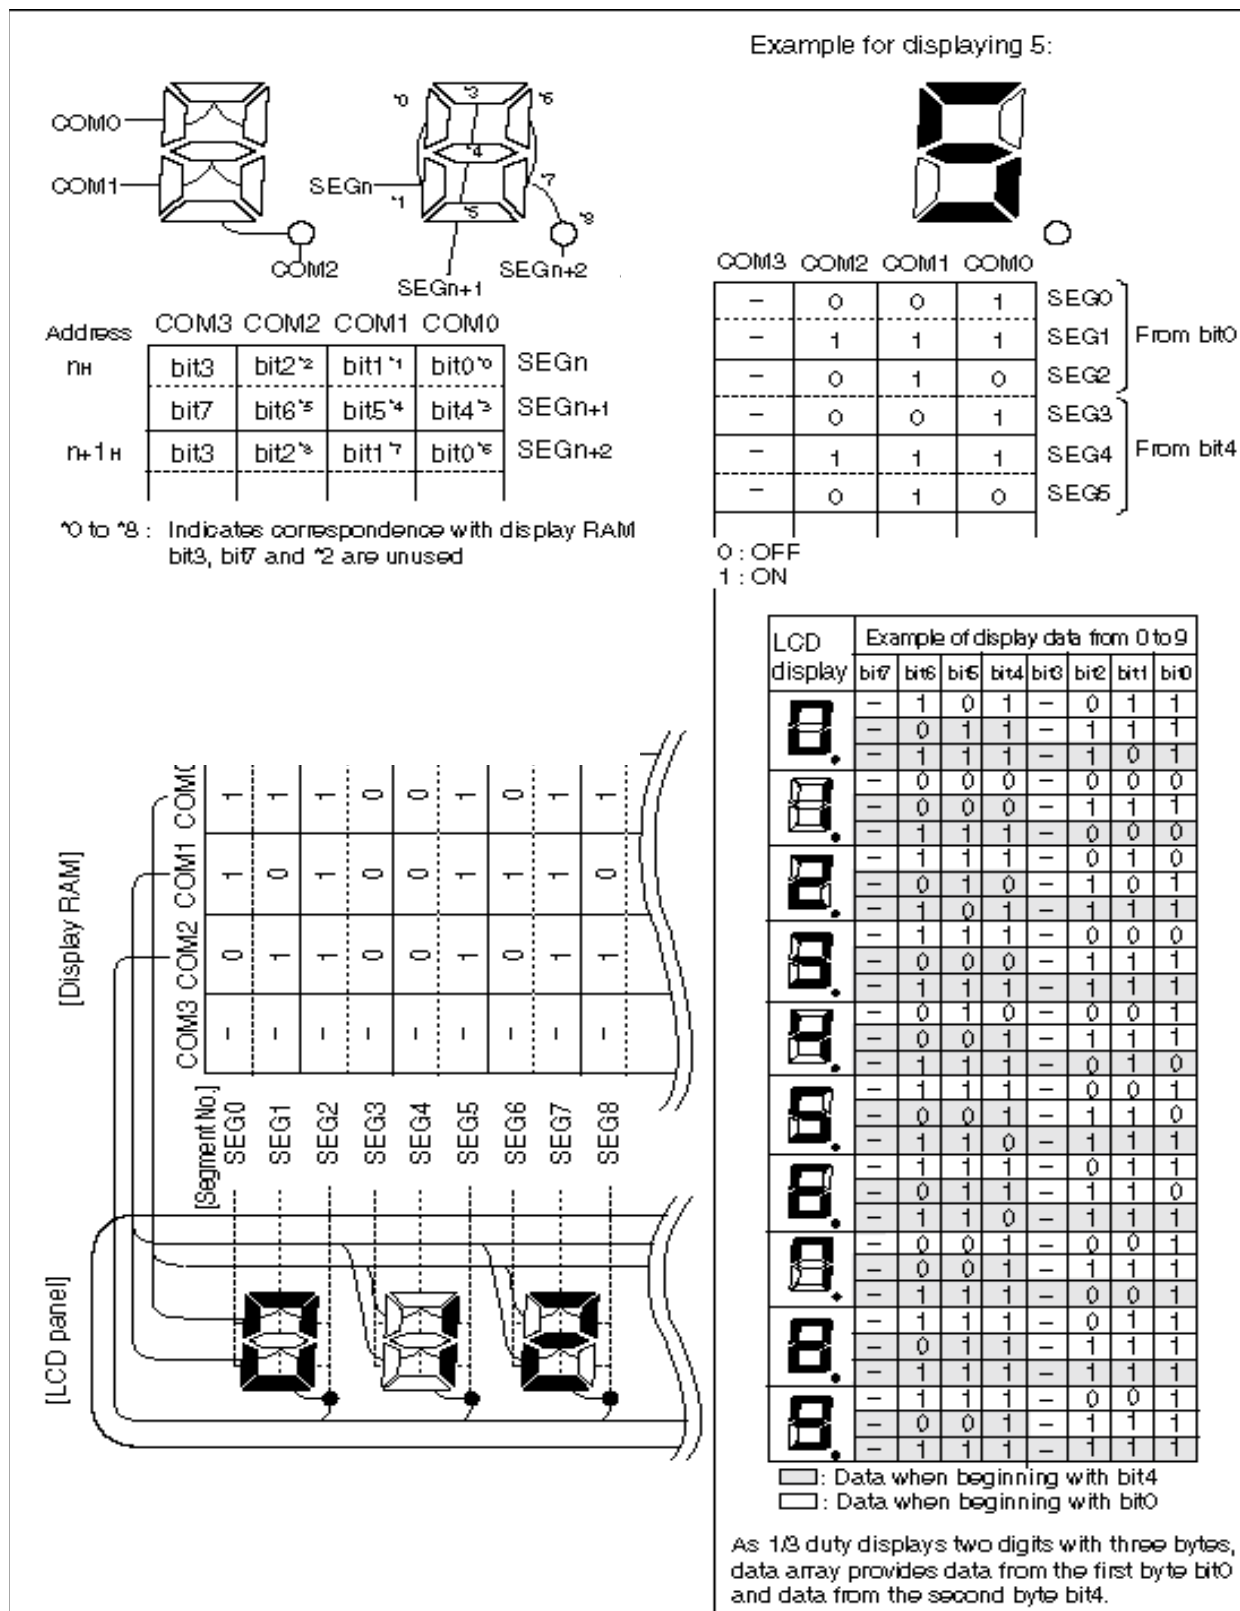 Example for displaying 5:
COM0
COM1
COM2
*0
*3
*6
*4
SEGn
*1
*7
*5
*8
SEGn+1
SEGn+2
Address COM3 COM2 COM1 COM0
nH bit3 bit2*2 bit1*1 bit0*0 SEGn
bit7 bit6*5 bit5*4 bit4*3 SEGn+1
n+1H bit3 bit2*8 bit1*7 bit0*6 SEGn+2
*0 to *8 : Indicates correspondence with display RAM
bit3, bit7 and *2 are unused
COM3 COM2 COM1 COM0
– 0 0 1 SEG0
– 1 1 1 SEG1 From bit0
– 0 1 0 SEG2
– 0 0 1 SEG3
– 1 1 1 SEG4 From bit4
– 0 1 0 SEG5
0 : OFF
1 : ON
[Display RAM]
COM0 1 1 1 0 0 1 0 1 1
COM1 1 0 1 0 0 1 1 1 0
COM2 0 1 1 0 0 1 0 1 1
COM3 - - - - - - - - -
[Segment No.]
SEG0 SEG1 SEG2 SEG3 SEG4 SEG5 SEG6 SEG7 SEG8
[LCD panel]
LCD display Example of display data from 0 to 9
bit7 bit6 bit5 bit4 bit3 bit2 bit1 bit0
– 1 0 1 – 0 1 1
– 0 1 1 – 1 1 1
– 1 1 1 – 1 0 1
– 0 0 0 – 0 0 0
– 0 0 0 – 1 1 1
– 1 1 1 – 0 0 0
– 1 1 1 – 0 1 0
– 0 1 0 – 1 0 1
– 1 0 1 – 1 1 1
– 1 1 1 – 0 0 0
– 0 0 0 – 1 1 1
– 1 1 1 – 1 1 1
– 0 1 0 – 0 0 1
– 0 0 1 – 1 1 1
– 1 1 1 – 0 1 0
– 1 1 1 – 0 0 1
– 0 0 1 – 1 1 0
– 1 1 0 – 1 1 1
– 1 1 1 – 0 1 1
– 0 1 1 – 1 1 0
– 1 1 0 – 1 1 1
– 0 0 1 – 0 0 1
– 0 0 1 – 1 1 1
– 1 1 1 – 0 0 1
– 1 1 1 – 0 1 1
– 0 1 1 – 1 1 1
– 1 1 1 – 1 1 1
– 1 1 1 – 0 0 1
– 0 0 1 – 1 1 1
– 1 1 1 – 1 1 1
: Data when beginning with bit4
: Data when beginning with bit0
As 1/3 duty displays two digits with three bytes,
data array provides data from the first byte bit0
and data from the second byte bit4.